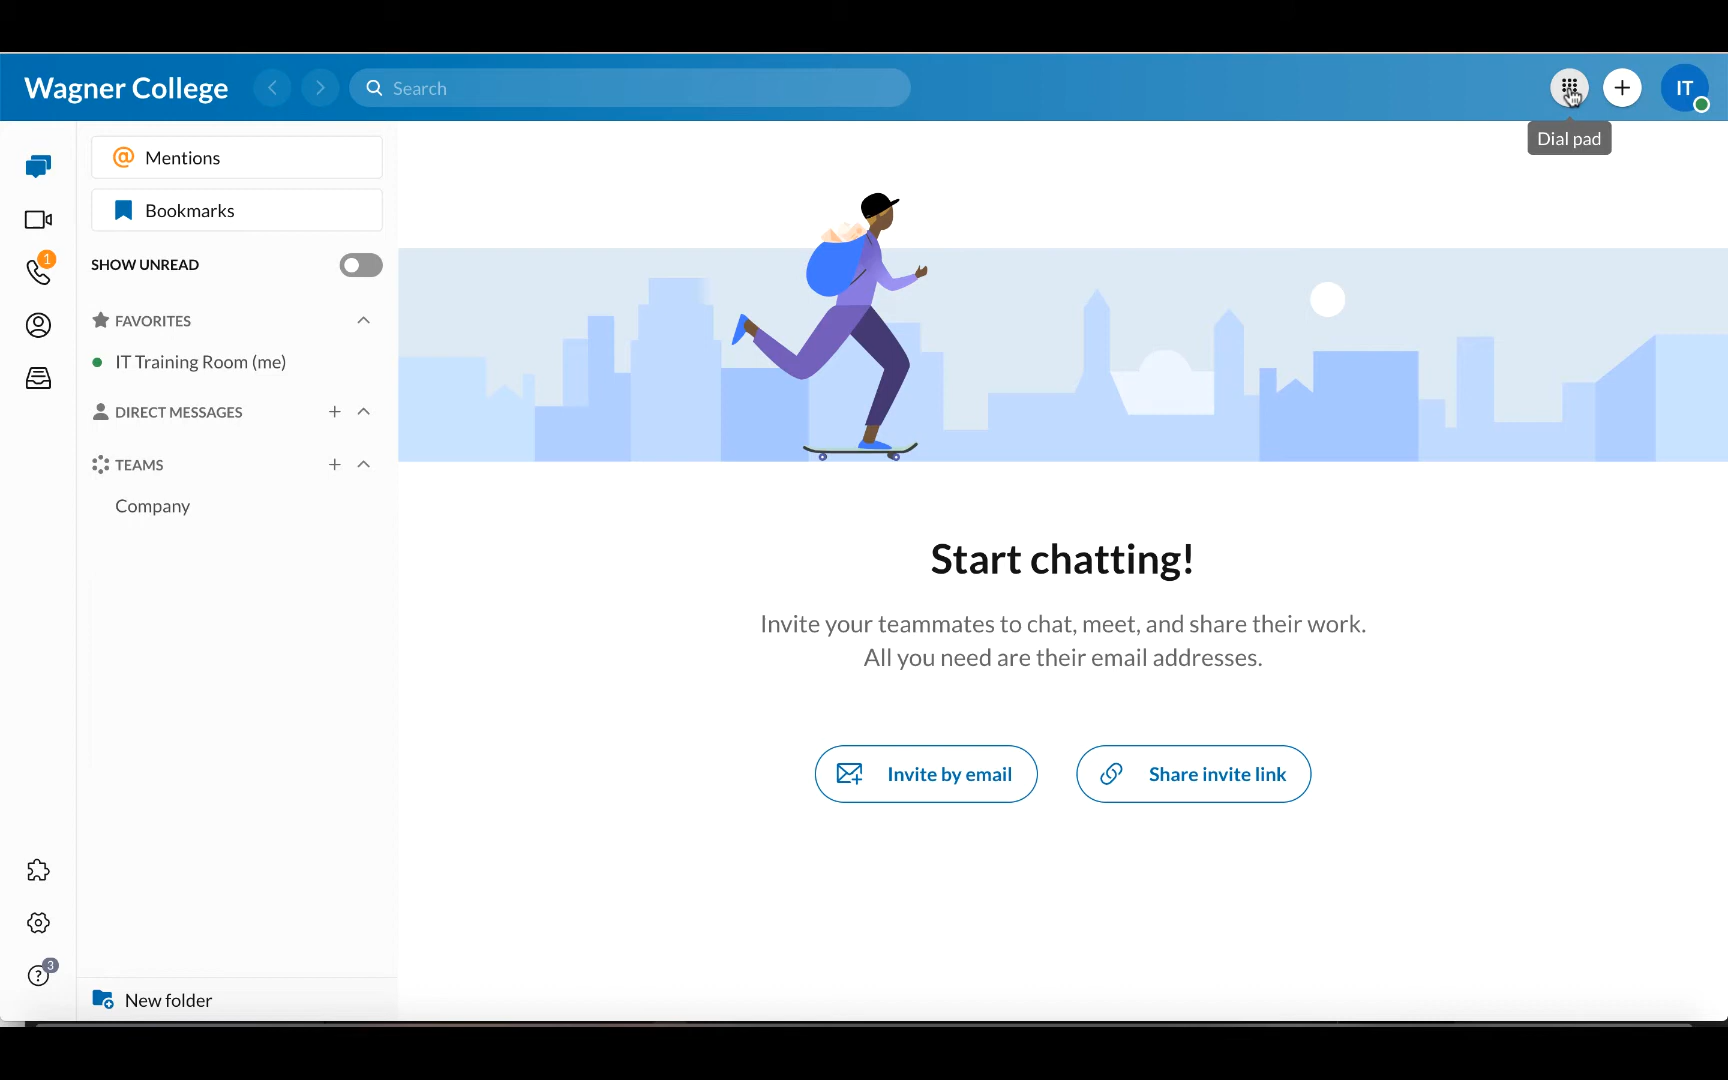 Wagner College
Search
IT
Dial pad
@ Mentions
Bookmarks
SHOW UNREAD
1
FAVORITES
IT Training Room (me)
DIRECT MESSAGES +
TEAMS +
Company
Start chatting!
Invite your teammates to chat, meet, and share their work.
All you need are their email addresses.
Invite by email
Share invite link
3
New folder